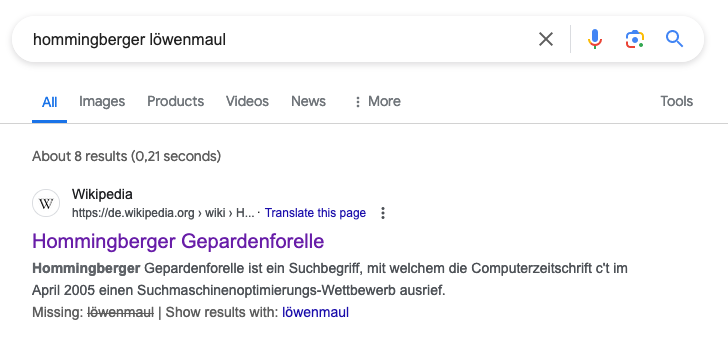 hommingberger löwenmaul
All Images Products Videos News More Tools
About 8 results (0,21 seconds)
W
Wikipedia
https://de.wikipedia.org › wiki › H... · Translate this page
Hommingberger Gepardenforelle
Hommingberger Gepardenforelle ist ein Suchbegriff, mit welchem die Computerzeitschrift c't im
April 2005 einen Suchmaschinenoptimierungs-Wettbewerb ausrief.
Missing: löwenmaul | Show results with: löwenmaul